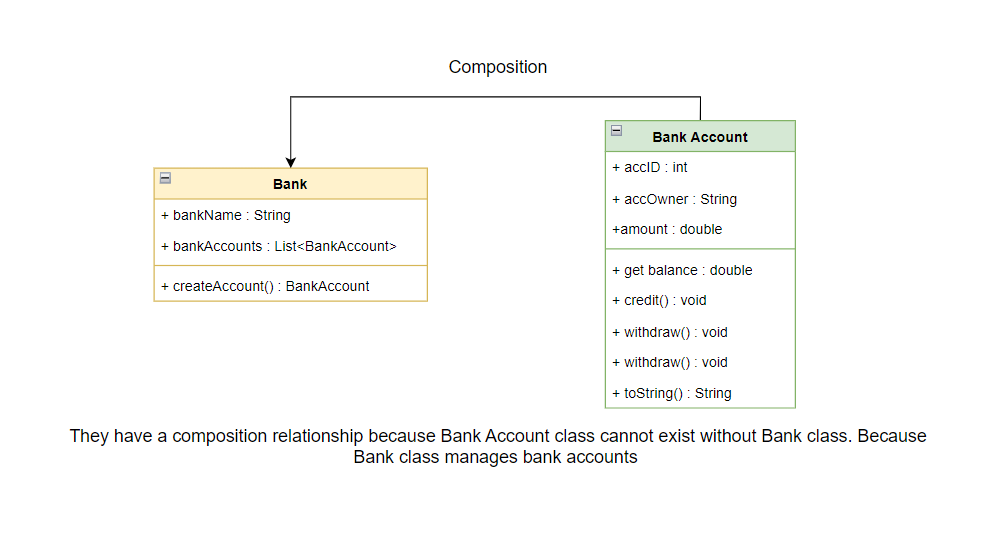 Composition
Bank
+ bankName : String
+ bankAccounts : List<BankAccount>
+ createAccount() : BankAccount
Bank Account
+ accID : int
+ accOwner : String
+amount : double
+ get balance : double
+ credit() : void
+ withdraw() : void
+ withdraw() : void
+ toString() : String
They have a composition relationship because Bank Account class cannot exist without Bank class. Because
Bank class manages bank accounts